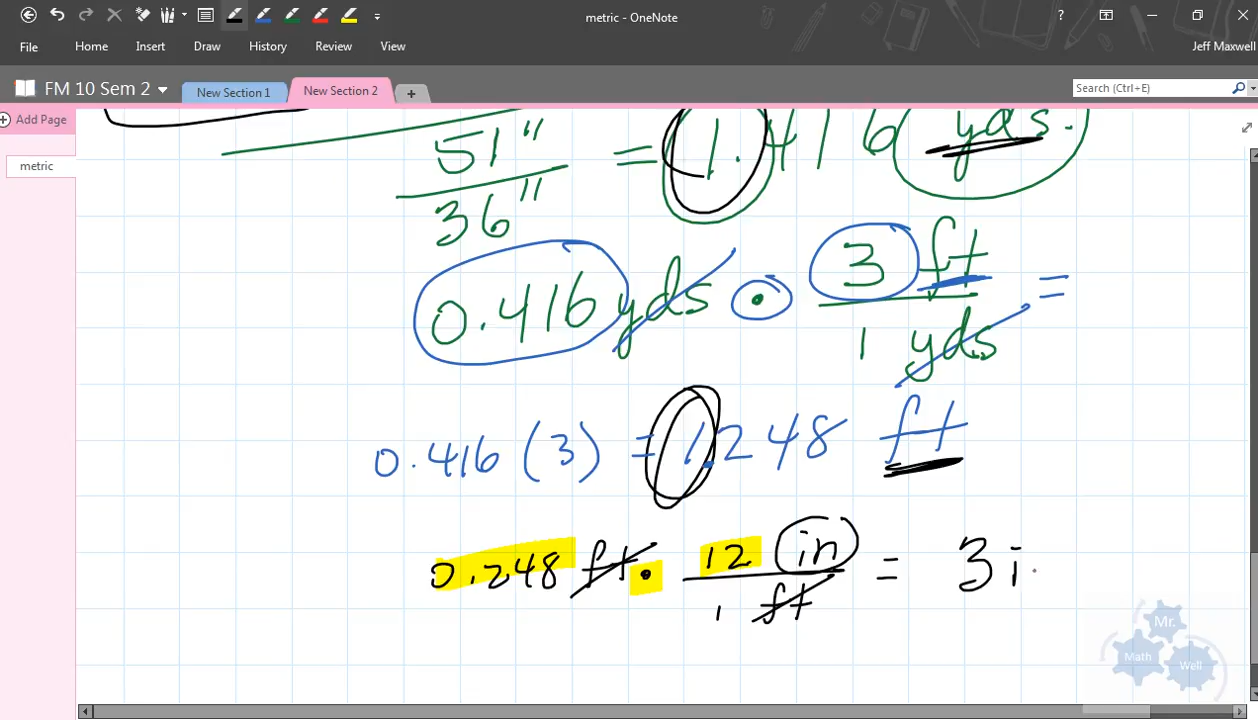 metric - OneNote
?
File Home Insert Draw History Review View Jeff Maxwell
FM 10 Sem 2 New Section 1 New Section 2 + Search (Ctrl+E)
Add Page
metric
51"
36"
= 1.416 yds.
0.416 yds · 3 ft =
1 yds
0.416 (3) = 1.248 ft
0.248 ft · 12 in = 3 i
1 ft
Mr.
Math
Well